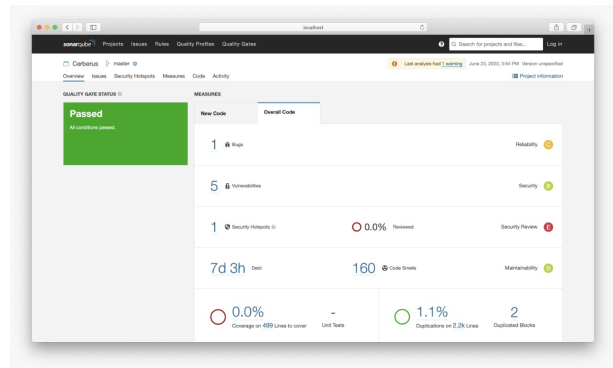 localhost
sonarqube Projects Issues Rules Quality Profiles Quality Gates Search for projects and files... Log in
Cerberus master Last analysis had 1 warning June 23, 2020, 3:54 PM Version unspecified
Overview Issues Security Hotspots Measures Code Activity Project Information
QUALITY GATE STATUS MEASURES
Passed
All conditions passed.
New Code Overall Code
1 Bugs Reliability C
5 Vulnerabilities Security B
1 Security Hotspots 0.0% Reviewed Security Review E
7d 3h Debt 160 Code Smells Maintainability B
0.0% - 1.1% 2
Coverage on 499 Lines to cover Unit Tests Duplications on 2.2k Lines Duplicated Blocks